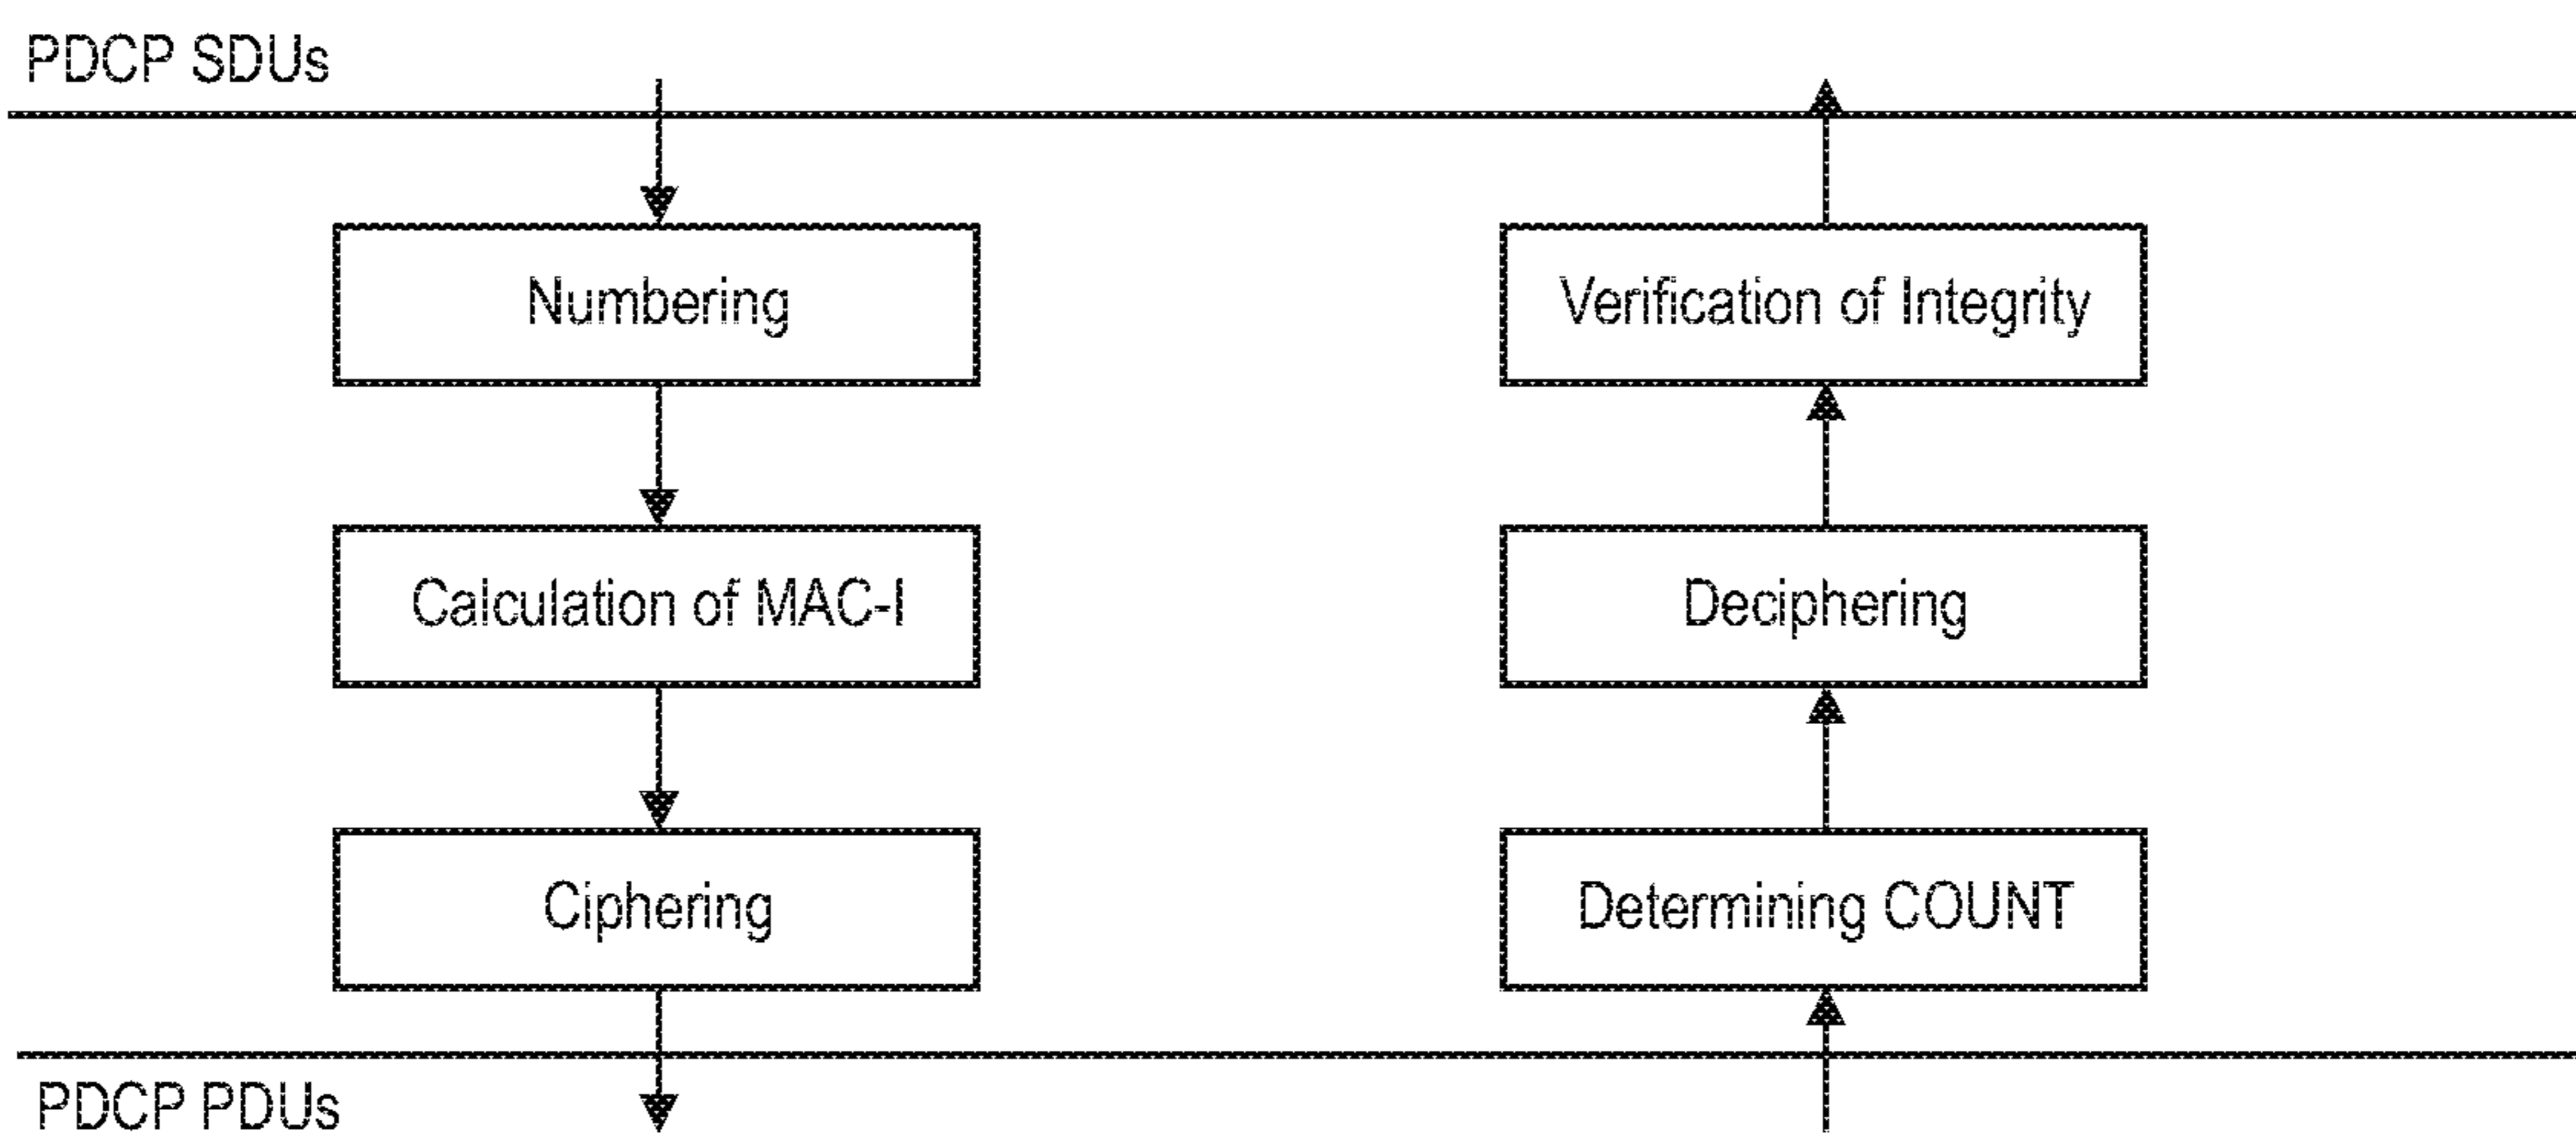 PDCP SDUs
Numbering
Verification of Integrity
Calculation of MAC-I
Deciphering
Ciphering
Determining COUNT
PDCP PDUs